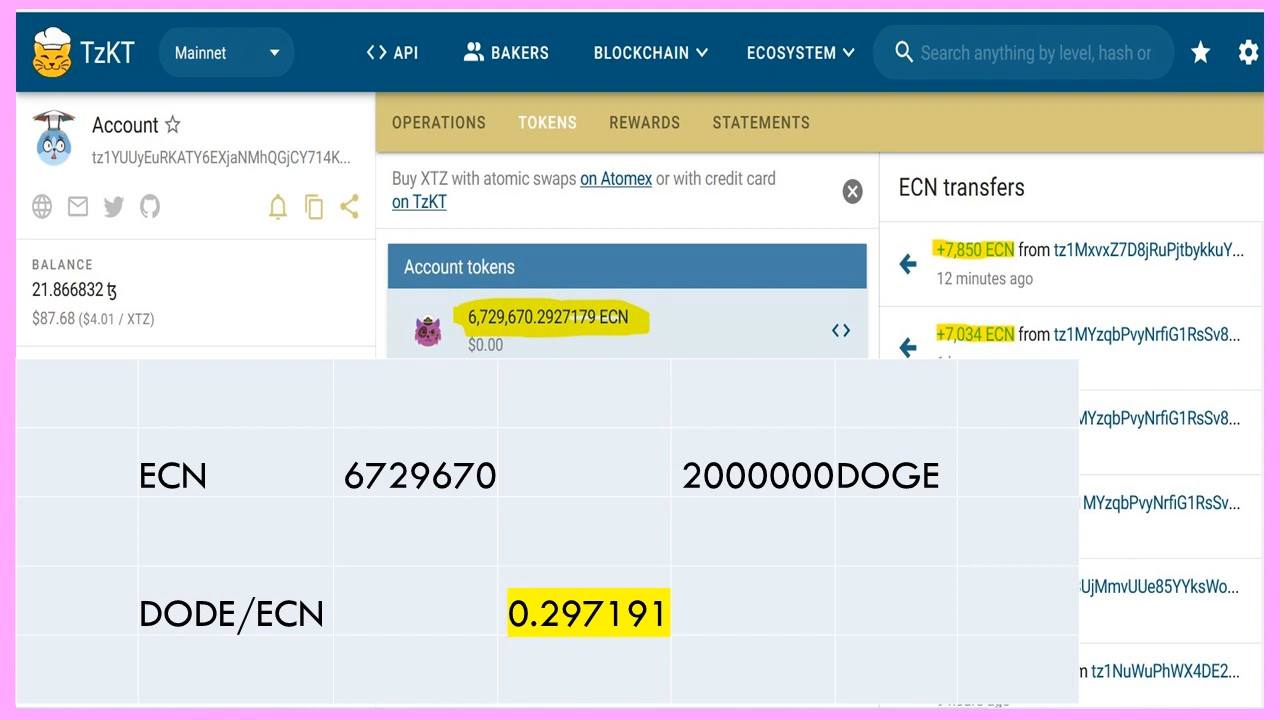 TzKT
Mainnet
<> API
BAKERS
BLOCKCHAIN
ECOSYSTEM
Search anything by level, hash or
Account
tz1YUUyEuRKATY6EXjaNMhQGjCY714K...
BALANCE
21.866832 ꜩ
$87.68 ($4.01 / XTZ)
OPERATIONS TOKENS REWARDS STATEMENTS
Buy XTZ with atomic swaps on Atomex or with credit card
on TzKT
Account tokens
6,729,670.2927179 ECN
$0.00
<>
ECN transfers
+7,850 ECN from tz1MxvxZ7D8jRuPjtbykkuY...
12 minutes ago
+7,034 ECN from tz1MYzqbPvyNrfiG1RsSv8...
MYzqbPvyNrfiG1RsSv8...
MYzqbPvyNrfiG1RsSv...
UjMmvUUe85YYksWo...
m tz1NuWuPhWX4DE2...
ECN 6729670 2000000DOGE
DODE/ECN 0.297191